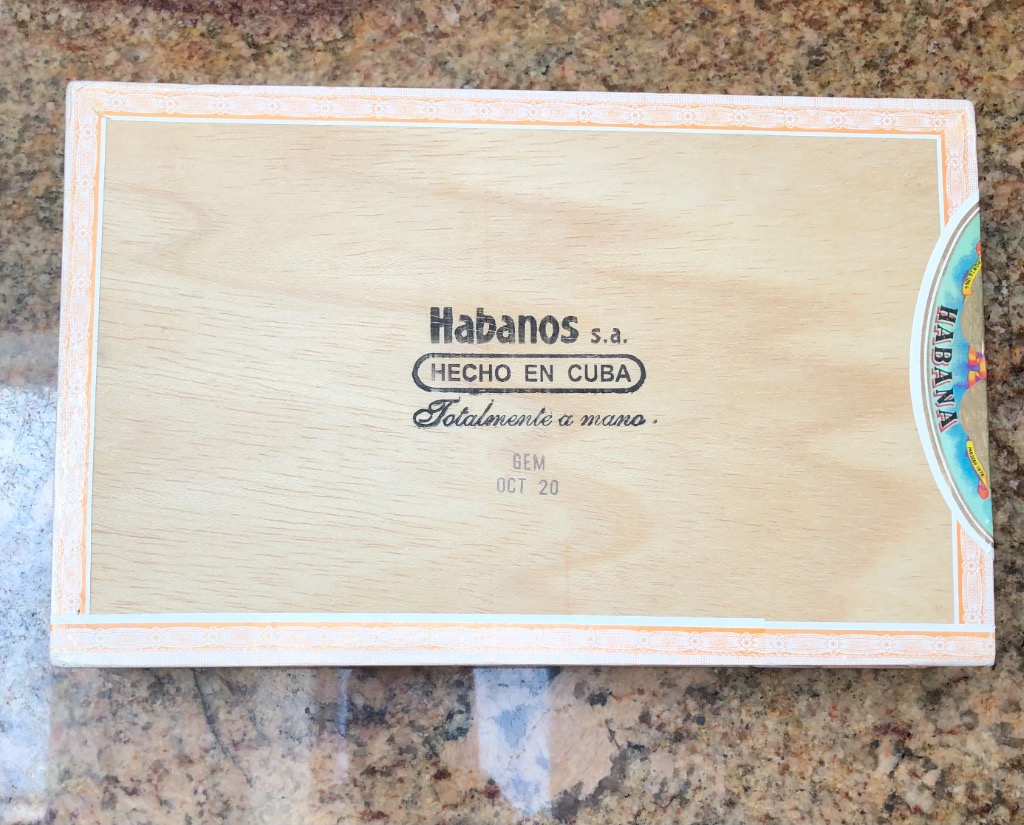 Habanos s.a.
HECHO EN CUBA
Totalmente a mano.
GEM
OCT 20
HABANA